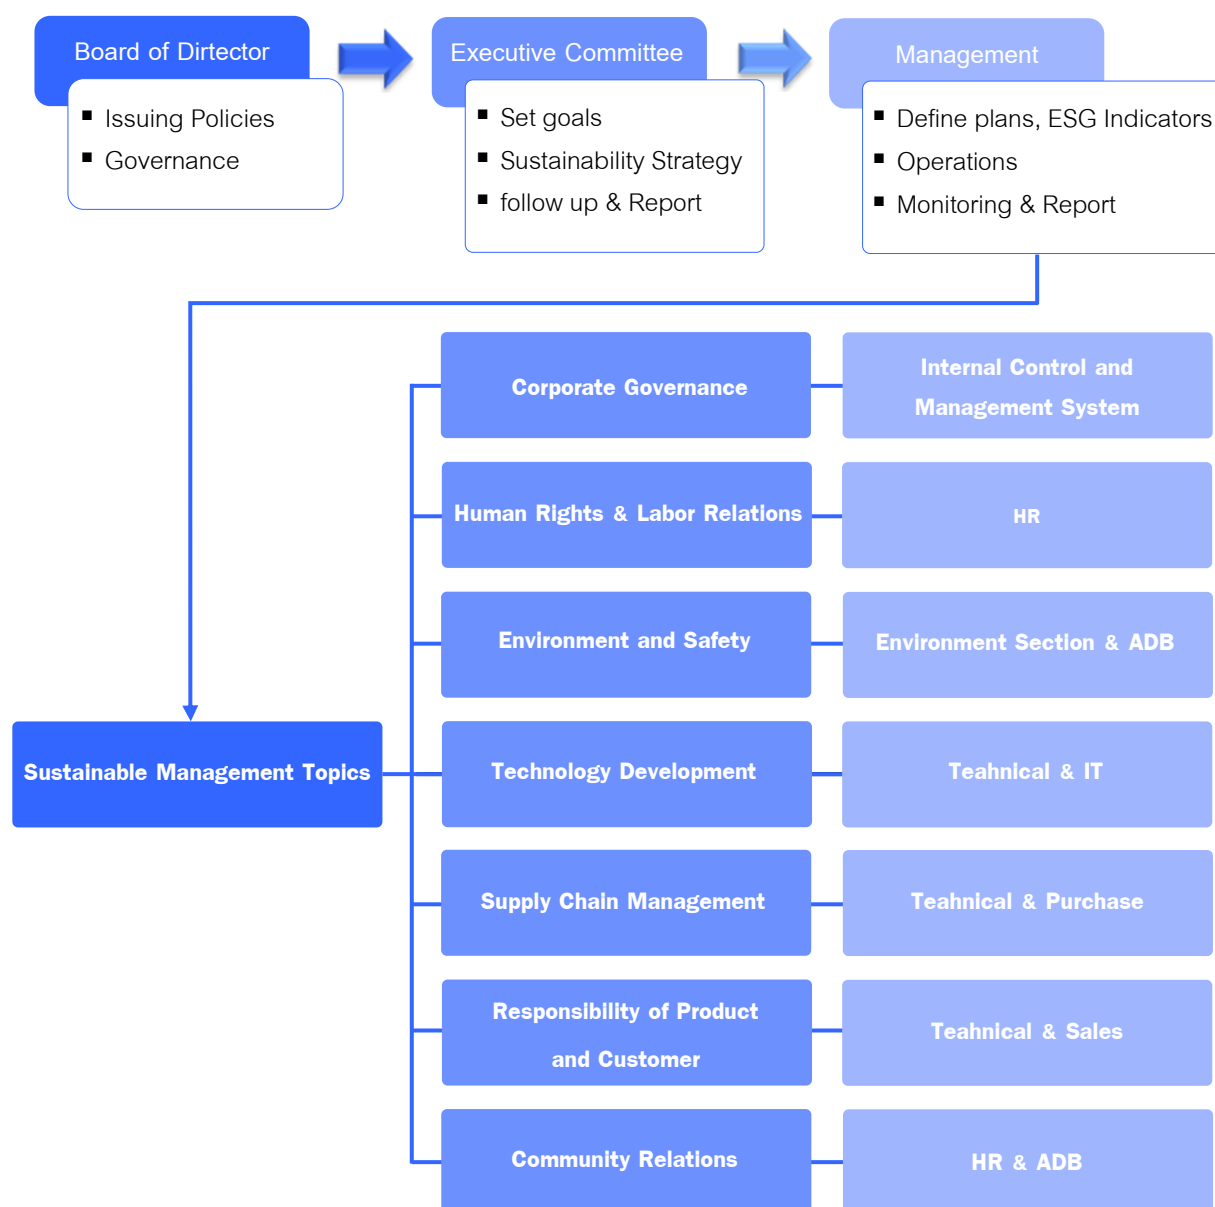 Board of Dirtector
Issuing Policies
Governance
Executive Committee
Set goals
Sustainability Strategy
follow up & Report
Management
Define plans, ESG Indicators
Operations
Monitoring & Report
Sustainable Management Topics
Corporate Governance
Internal Control and
Management System
Human Rights & Labor Relations
HR
Environment and Safety
Environment Section & ADB
Technology Development
Teahnical & IT
Supply Chain Management
Teahnical & Purchase
Responsibility of Product
and Customer
Teahnical & Sales
Community Relations
HR & ADB